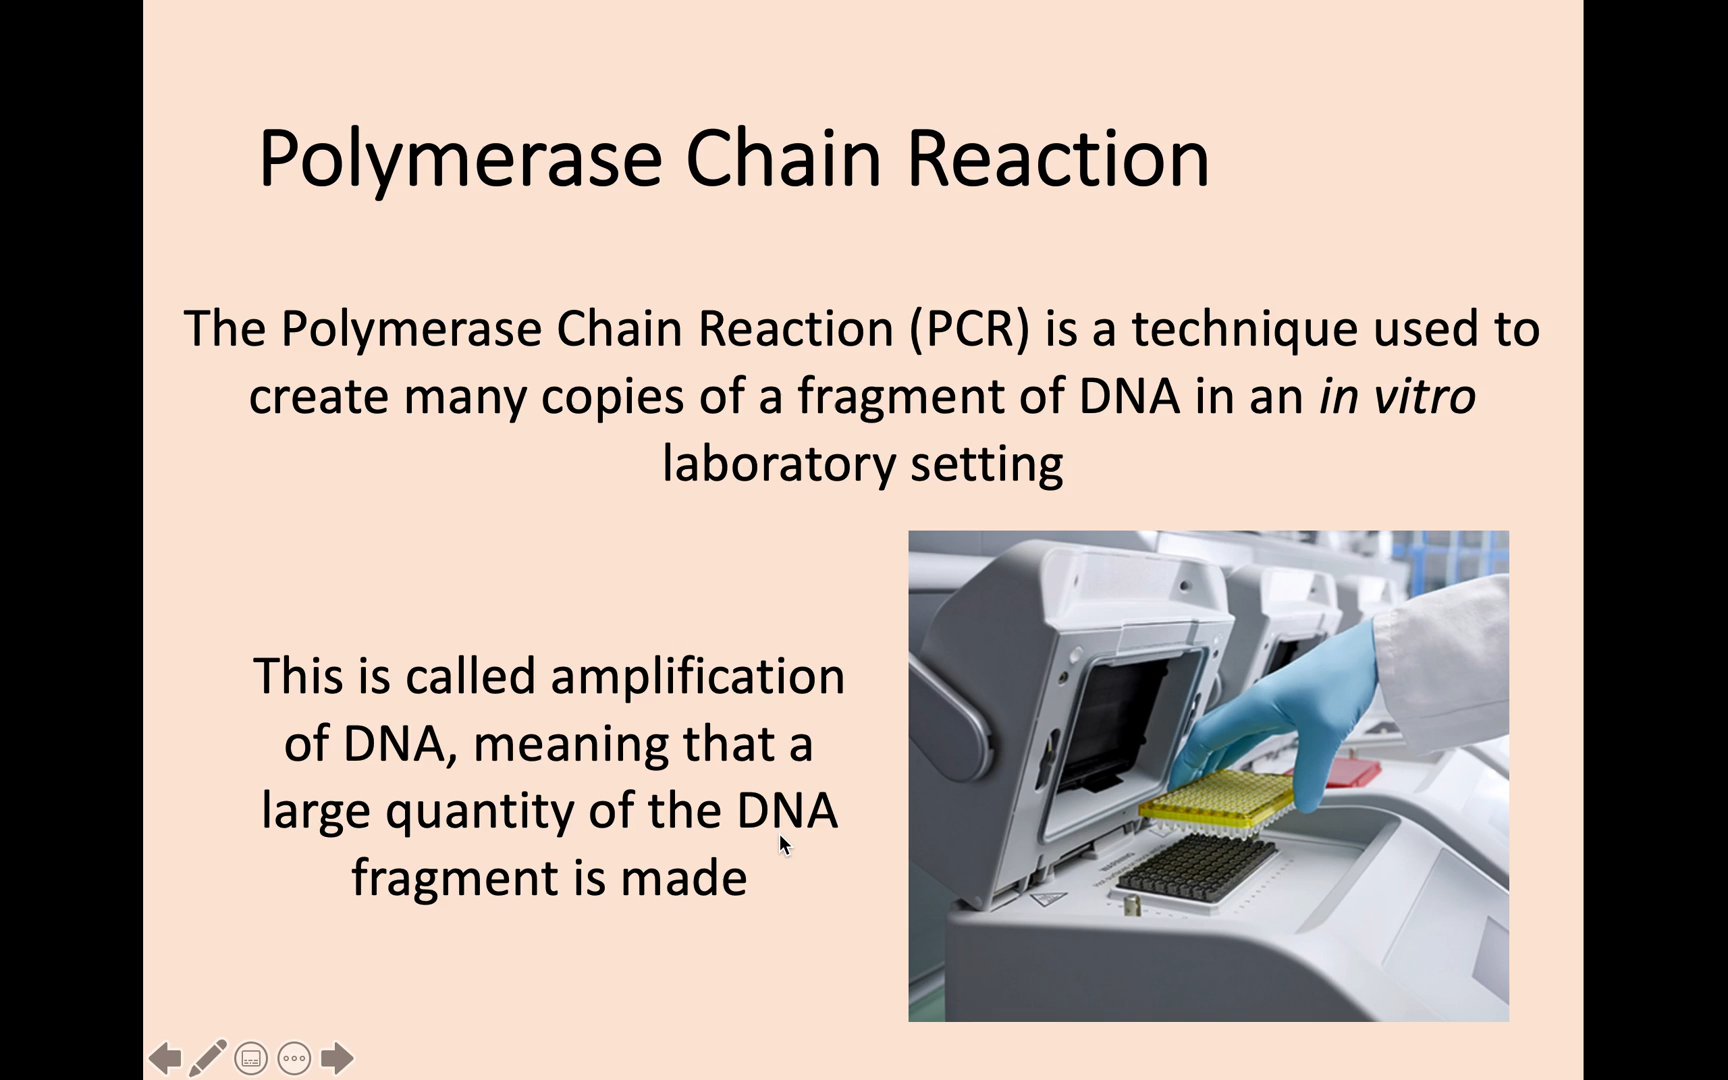 Polymerase Chain Reaction
The Polymerase Chain Reaction (PCR) is a technique used to
create many copies of a fragment of DNA in an in vitro
laboratory setting
This is called amplification
of DNA, meaning that a
large quantity of the DNA
fragment is made
WARNING